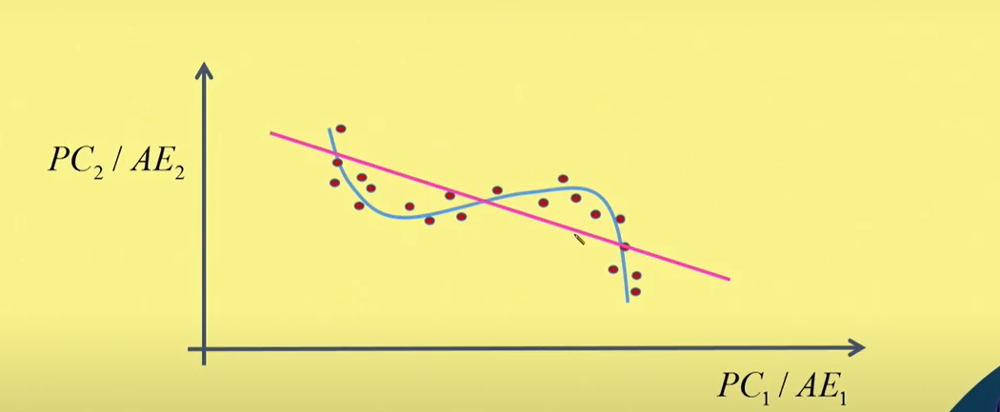 PC₂ / AE₂
PC₁ / AE₁